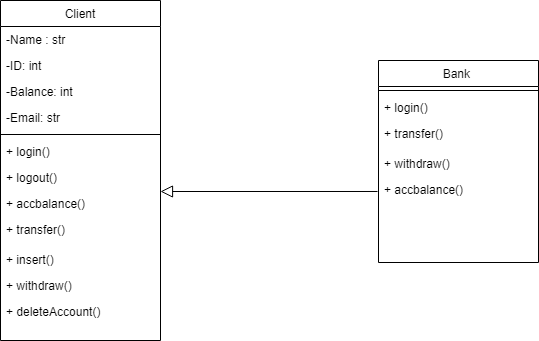 Client
-Name : str
-ID: int
-Balance: int
-Email: str
+ login()
+ logout()
+ accbalance()
+ transfer()
+ insert()
+ withdraw()
+ deleteAccount()
Bank
+ login()
+ transfer()
+ withdraw()
+ accbalance()